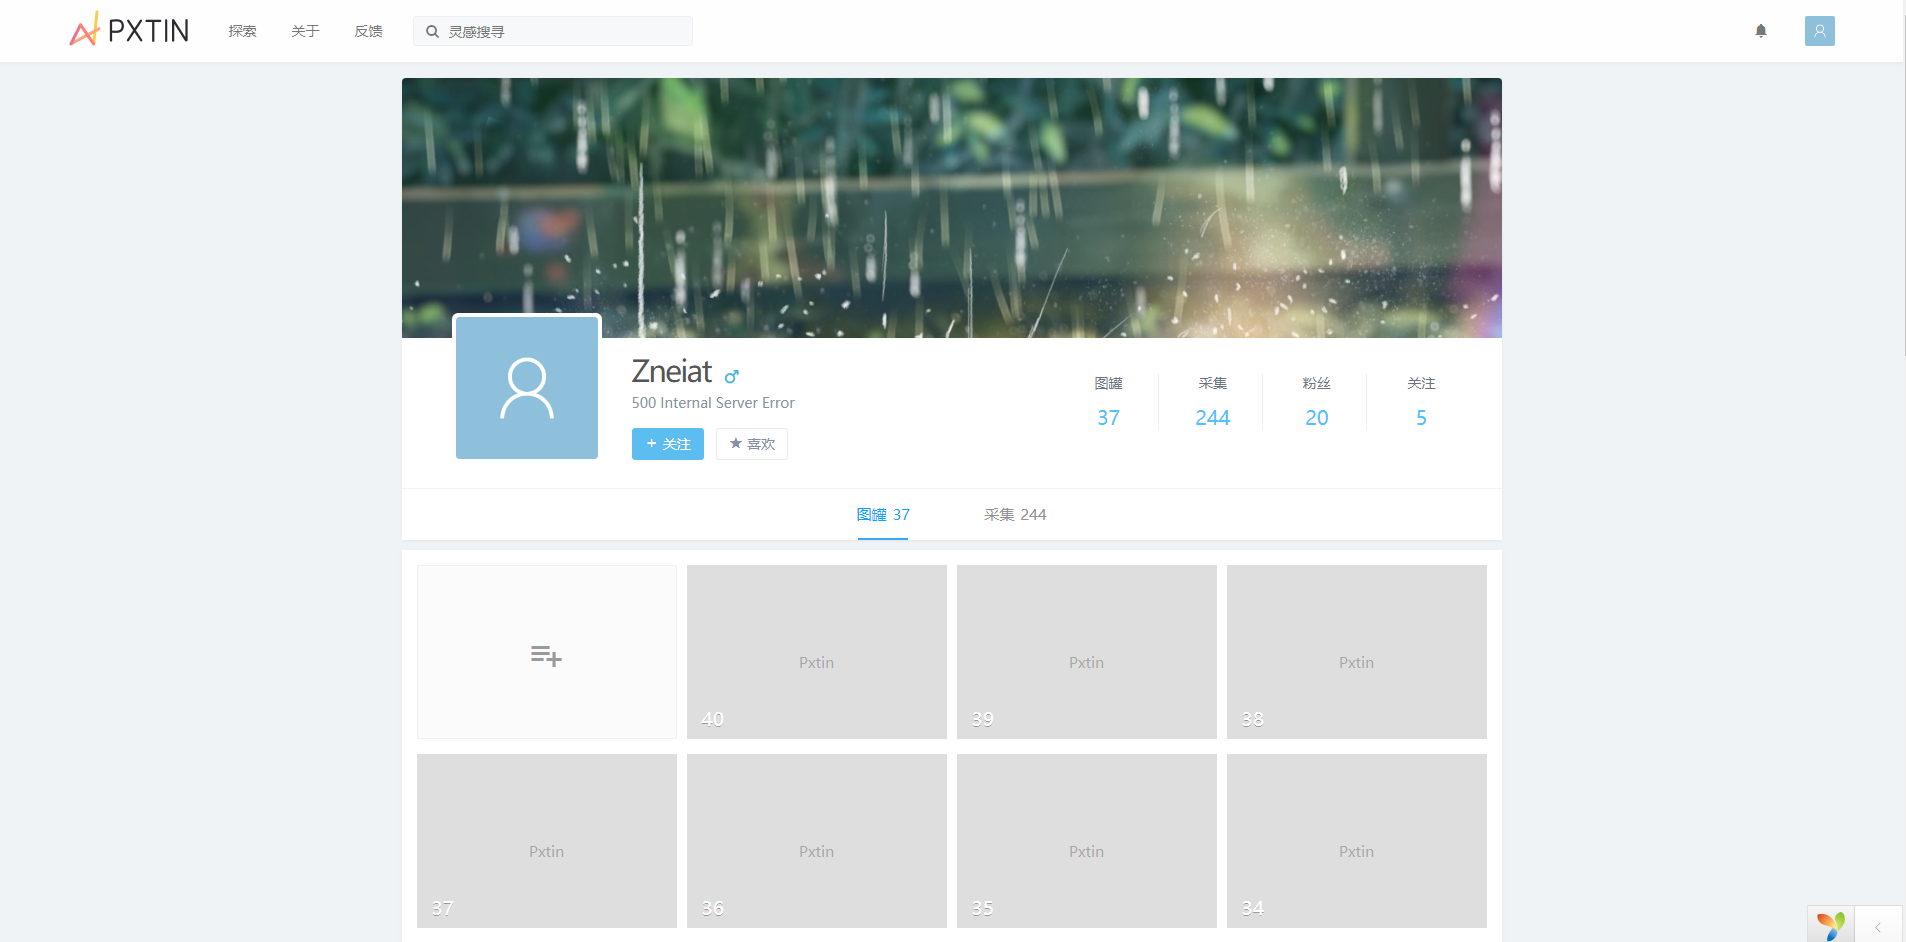 PXTIN 探索 关于 反馈 灵感搜寻
Zneiat
500 Internal Server Error
+ 关注 ★ 喜欢
图罐 采集 粉丝 关注
37 244 20 5
图罐 37 采集 244
Pxtin Pxtin Pxtin
40 39 38
Pxtin Pxtin Pxtin Pxtin
37 36 35 34